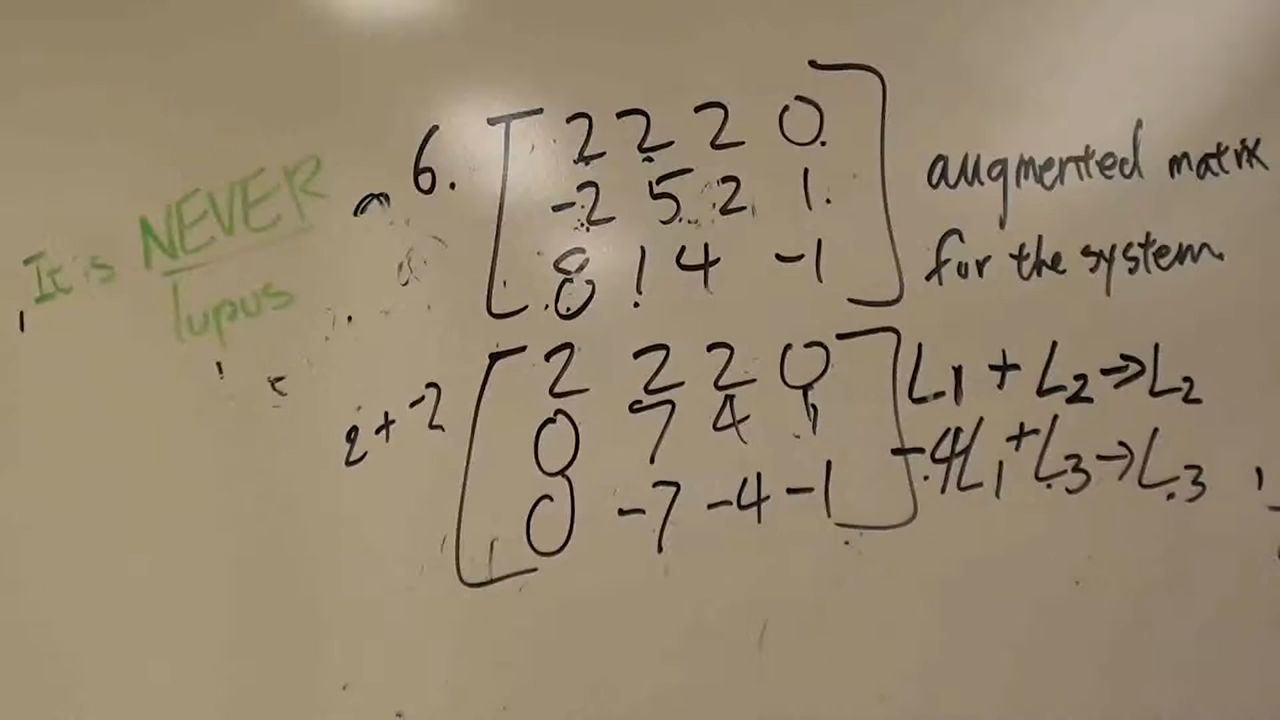 It is NEVER
lupus
6.
2 2 2 0
-2 5 2 1
8 1 4 -1
augmented matrix
for the system.
2 + -2
2 2 2 0
0 7 4 1
0 -7 -4 -1
L1 + L2 → L2
-4L1 + L3 → L3